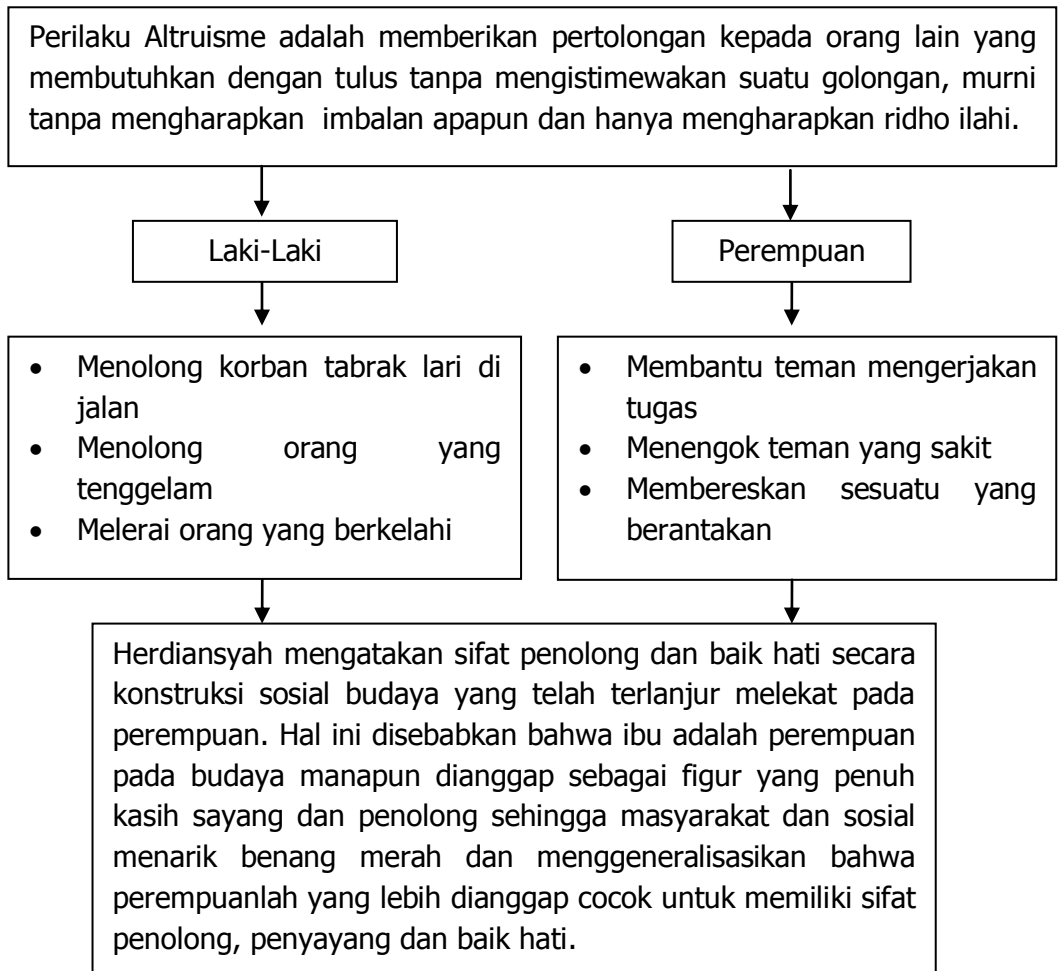 Perilaku Altruisme adalah memberikan pertolongan kepada orang lain yang
membutuhkan dengan tulus tanpa mengistimewakan suatu golongan, murni
tanpa mengharapkan imbalan apapun dan hanya mengharapkan ridho ilahi.
Laki-Laki
Perempuan
• Menolong korban tabrak lari di
jalan
• Menolong orang yang
tenggelam
• Melerai orang yang berkelahi
• Membantu teman mengerjakan
tugas
• Menengok teman yang sakit
• Membereskan sesuatu yang
berantakan
Herdiansyah mengatakan sifat penolong dan baik hati secara
konstruksi sosial budaya yang telah terlanjur melekat pada
perempuan. Hal ini disebabkan bahwa ibu adalah perempuan
pada budaya manapun dianggap sebagai figur yang penuh
kasih sayang dan penolong sehingga masyarakat dan sosial
menarik benang merah dan menggeneralisasikan bahwa
perempuanlah yang lebih dianggap cocok untuk memiliki sifat
penolong, penyayang dan baik hati.